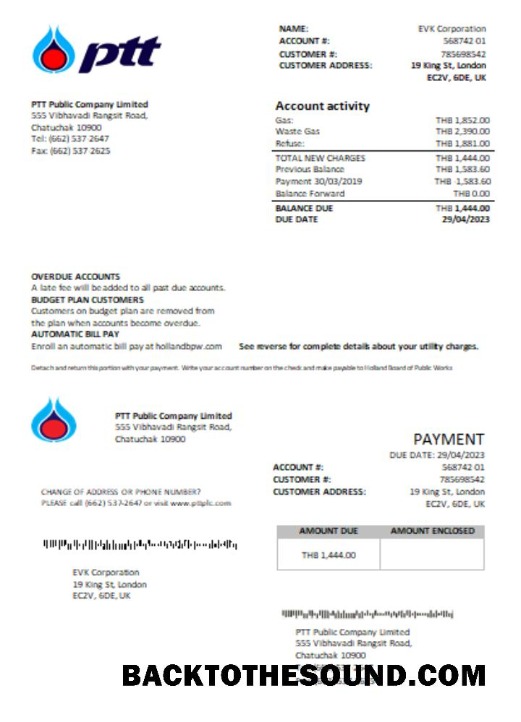 ptt
NAME: EVK Corporation
ACCOUNT #: 568742 01
CUSTOMER #: 785698542
CUSTOMER ADDRESS: 19 King St, London
EC2V, 6DE, UK
PTT Public Company Limited
555 Vibhavadi Rangsit Road,
Chatuchak 10900
Tel: (662) 537 2647
Fax: (662) 537 2625
Account activity
Gas: THB 1,852.00
Waste Gas THB 2,390.00
Refuse: THB 1,881.00
TOTAL NEW CHARGES THB 1,444.00
Previous Balance THB 1,583.60
Payment 30/03/2019 THB -1,583.60
Balance Forward THB 0.00
BALANCE DUE THB 1,444.00
DUE DATE 29/04/2023
OVERDUE ACCOUNTS
A late fee will be added to all past due accounts.
BUDGET PLAN CUSTOMERS
Customers on budget plan are removed from
the plan when accounts become overdue.
AUTOMATIC BILL PAY
Enroll an automatic bill pay at hollandbpw.com See reverse for complete details about your utility charges.
Detach and return this portion with your payment. Write your account number on the check and make payable to Holland Board of Public Works
PTT Public Company Limited
555 Vibhavadi Rangsit Road,
Chatuchak 10900
PAYMENT
DUE DATE: 29/04/2023
ACCOUNT #: 568742 01
CUSTOMER #: 785698542
CUSTOMER ADDRESS: 19 King St, London
EC2V, 6DE, UK
CHANGE OF ADDRESS OR PHONE NUMBER?
PLEASE call (662) 537-2647 or visit www.pttplc.com
AMOUNT DUE AMOUNT ENCLOSED
THB 1,444.00
EVK Corporation
19 King St, London
EC2V, 6DE, UK
PTT Public Company Limited
555 Vibhavadi Rangsit Road,
Chatuchak 10900
BACKTOTHESOUND.COM